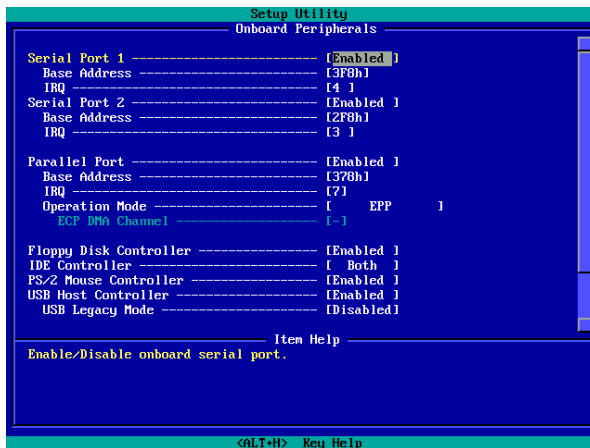 Setup Utility
Onboard Peripherals
Serial Port 1 ------------------------ [Enabled ]
Base Address ----------------------- [3F8h]
IRQ -------------------------------- [4 ]
Serial Port 2 ------------------------ [Enabled ]
Base Address ----------------------- [2F8h]
IRQ -------------------------------- [3 ]
Parallel Port ------------------------ [Enabled ]
Base Address ----------------------- [378h]
IRQ -------------------------------- [7]
Operation Mode --------------------- [ EPP ]
ECP DMA Channel ------------------ [-]
Floppy Disk Controller --------------- [Enabled ]
IDE Controller ----------------------- [ Both ]
PS/2 Mouse Controller ---------------- [Enabled ]
USB Host Controller ------------------ [Enabled ]
USB Legacy Mode -------------------- [Disabled]
Item Help
Enable/Disable onboard serial port.
<ALT+H> Key Help